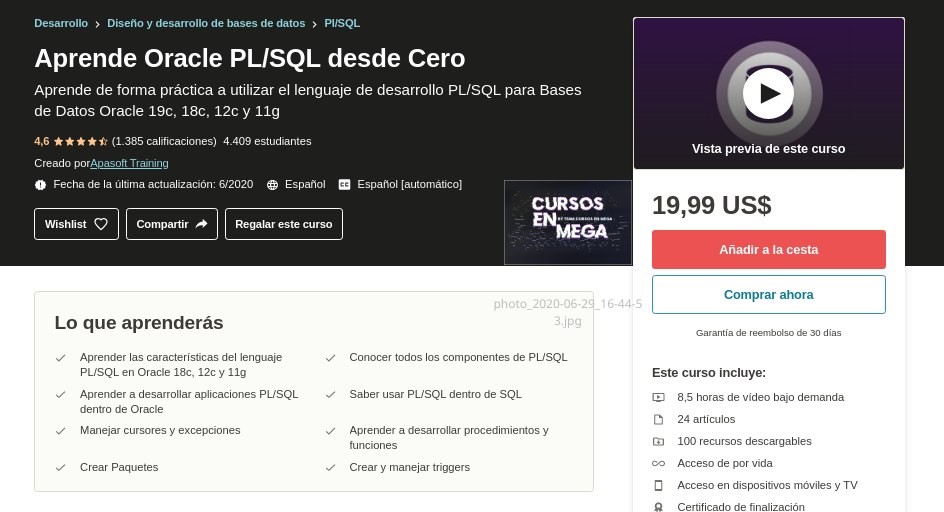 Desarrollo > Diseño y desarrollo de bases de datos > Pl/SQL
Aprende Oracle PL/SQL desde Cero
Aprende de forma práctica a utilizar el lenguaje de desarrollo PL/SQL para Bases
de Datos Oracle 19c, 18c, 12c y 11g
4,6 (1.385 calificaciones) 4.409 estudiantes
Creado por Apasoft Training
Fecha de la última actualización: 6/2020 Español Español [automático]
Wishlist Compartir Regalar este curso
CURSOS
EN
MEGA
photo_2020-06-29_16-44-5
3.jpg
Lo que aprenderás
Aprender las características del lenguaje
PL/SQL en Oracle 18c, 12c y 11g
Conocer todos los componentes de PL/SQL
Aprender a desarrollar aplicaciones PL/SQL
dentro de Oracle
Saber usar PL/SQL dentro de SQL
Manejar cursores y excepciones
Aprender a desarrollar procedimientos y
funciones
Crear Paquetes
Crear y manejar triggers
Vista previa de este curso
19,99 US$
Añadir a la cesta
Comprar ahora
Garantía de reembolso de 30 días
Este curso incluye:
8,5 horas de vídeo bajo demanda
24 artículos
100 recursos descargables
Acceso de por vida
Acceso en dispositivos móviles y TV
Certificado de finalización